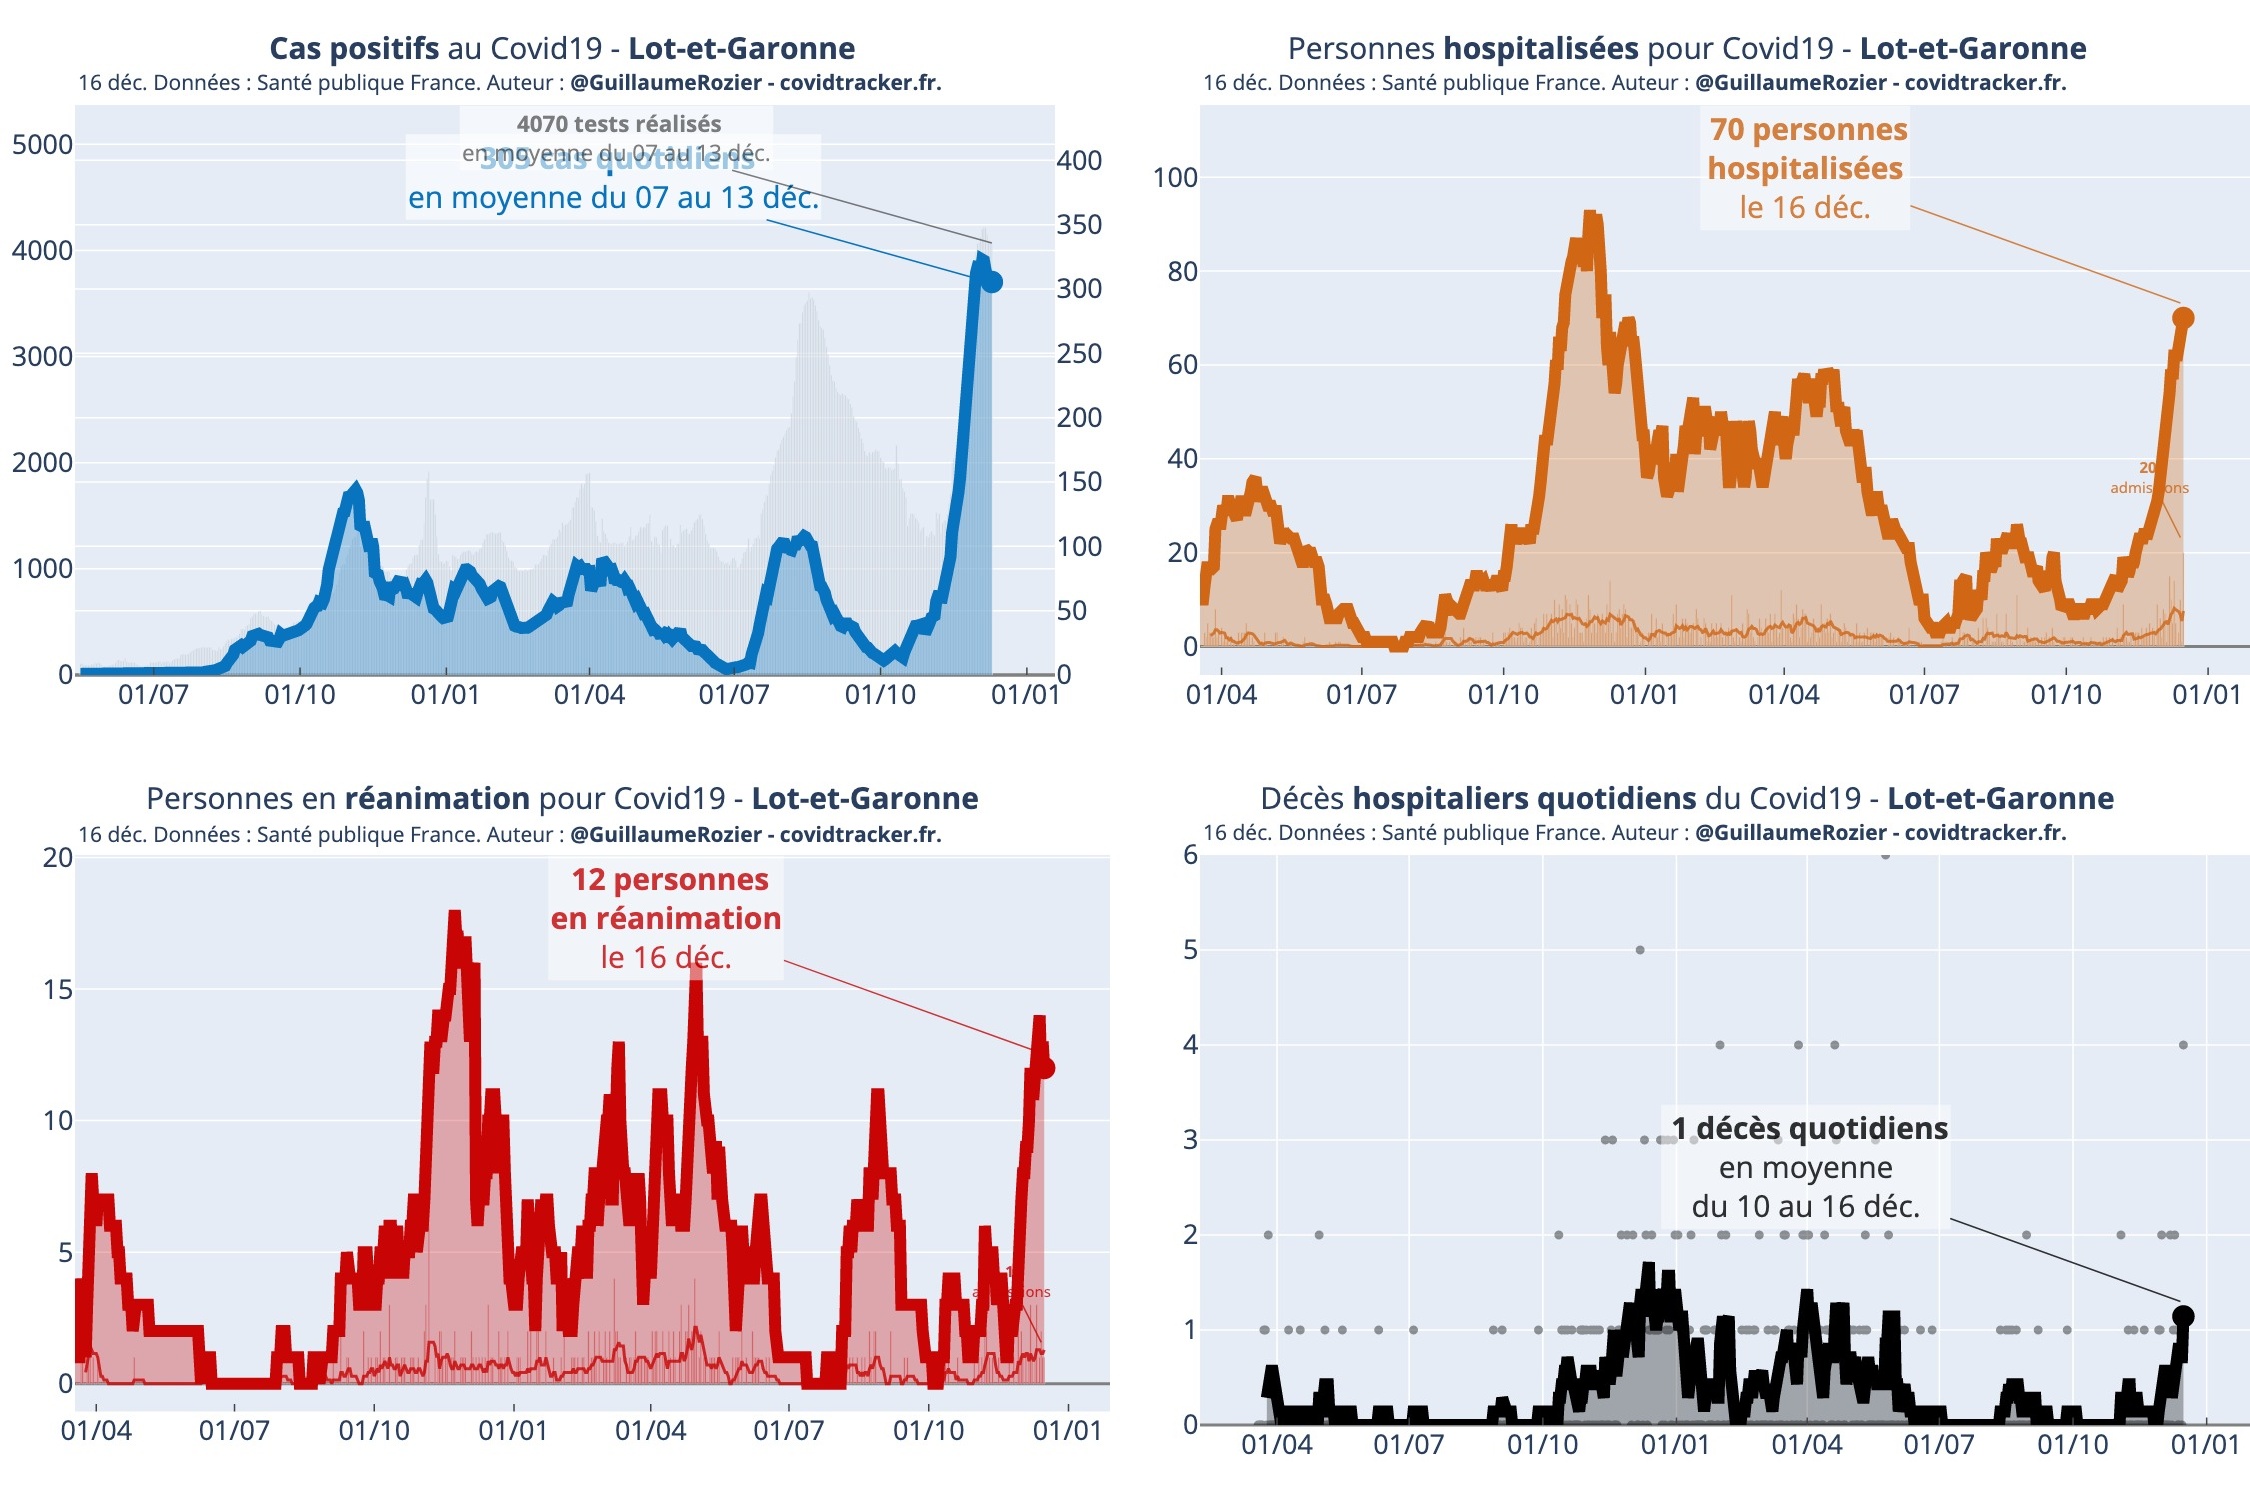 Cas positifs au Covid19 - Lot-et-Garonne
16 déc. Données : Santé publique France. Auteur : @GuillaumeRozier - covidtracker.fr.
4070 tests réalisés
en moyenne du 07 au 13 déc.
305 cas quotidiens
en moyenne du 07 au 13 déc.
5000
4000
3000
2000
1000
0
400
350
300
250
200
150
100
50
0
01/07 01/10 01/01 01/04 01/07 01/10 01/01
Personnes hospitalisées pour Covid19 - Lot-et-Garonne
16 déc. Données : Santé publique France. Auteur : @GuillaumeRozier - covidtracker.fr.
70 personnes
hospitalisées
le 16 déc.
100
80
60
40
20
0
20
admissions
01/04 01/07 01/10 01/01 01/04 01/07 01/10 01/01
Personnes en réanimation pour Covid19 - Lot-et-Garonne
16 déc. Données : Santé publique France. Auteur : @GuillaumeRozier - covidtracker.fr.
12 personnes
en réanimation
le 16 déc.
20
15
10
5
0
1
admissions
01/04 01/07 01/10 01/01 01/04 01/07 01/10 01/01
Décès hospitaliers quotidiens du Covid19 - Lot-et-Garonne
16 déc. Données : Santé publique France. Auteur : @GuillaumeRozier - covidtracker.fr.
6
5
4
3
2
1
0
1 décès quotidiens
en moyenne
du 10 au 16 déc.
01/04 01/07 01/10 01/01 01/04 01/07 01/10 01/01